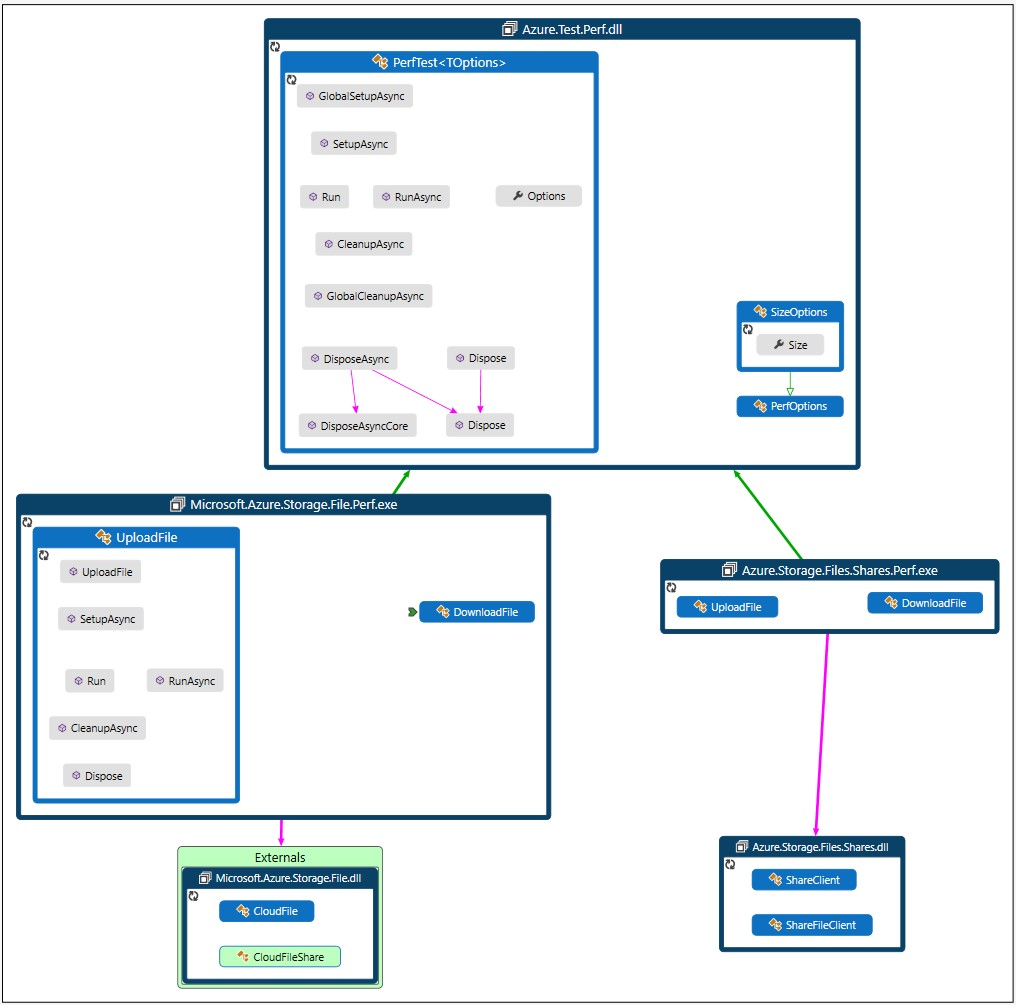 Azure.Test.Perf.dll
PerfTest<TOptions>
GlobalSetupAsync
SetupAsync
Run
RunAsync
Options
CleanupAsync
GlobalCleanupAsync
DisposeAsync
Dispose
DisposeAsyncCore
Dispose
SizeOptions
Size
PerfOptions
Microsoft.Azure.Storage.File.Perf.exe
UploadFile
UploadFile
SetupAsync
Run
RunAsync
CleanupAsync
Dispose
DownloadFile
Azure.Storage.Files.Shares.Perf.exe
UploadFile
DownloadFile
Externals
Microsoft.Azure.Storage.File.dll
CloudFile
CloudFileShare
Azure.Storage.Files.Shares.dll
ShareClient
ShareFileClient